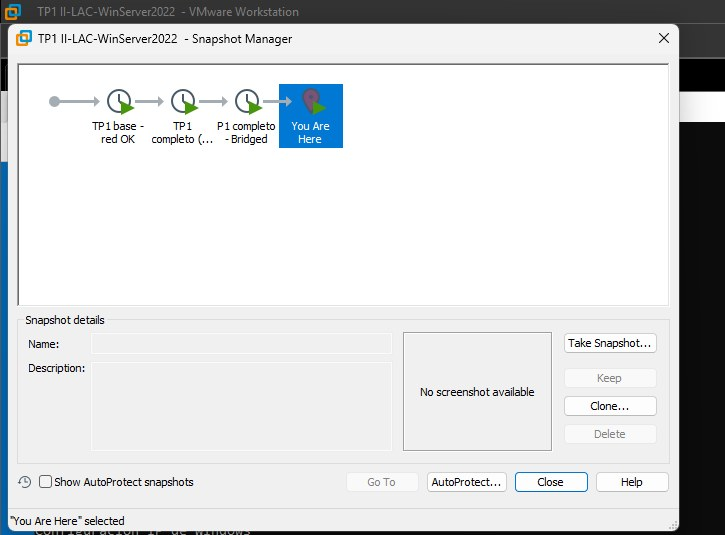 TP1 II-LAC-WinServer2022 - VMware Workstation
TP1 II-LAC-WinServer2022 - Snapshot Manager
TP1 base -
red OK
TP1
completo (...
P1 completo
- Bridged
You Are
Here
Snapshot details
Name:
Description:
No screenshot available
Take Snapshot...
Keep
Clone...
Delete
Show AutoProtect snapshots
Go To
AutoProtect...
Close
Help
"You Are Here" selected
Configuración IP de Windows